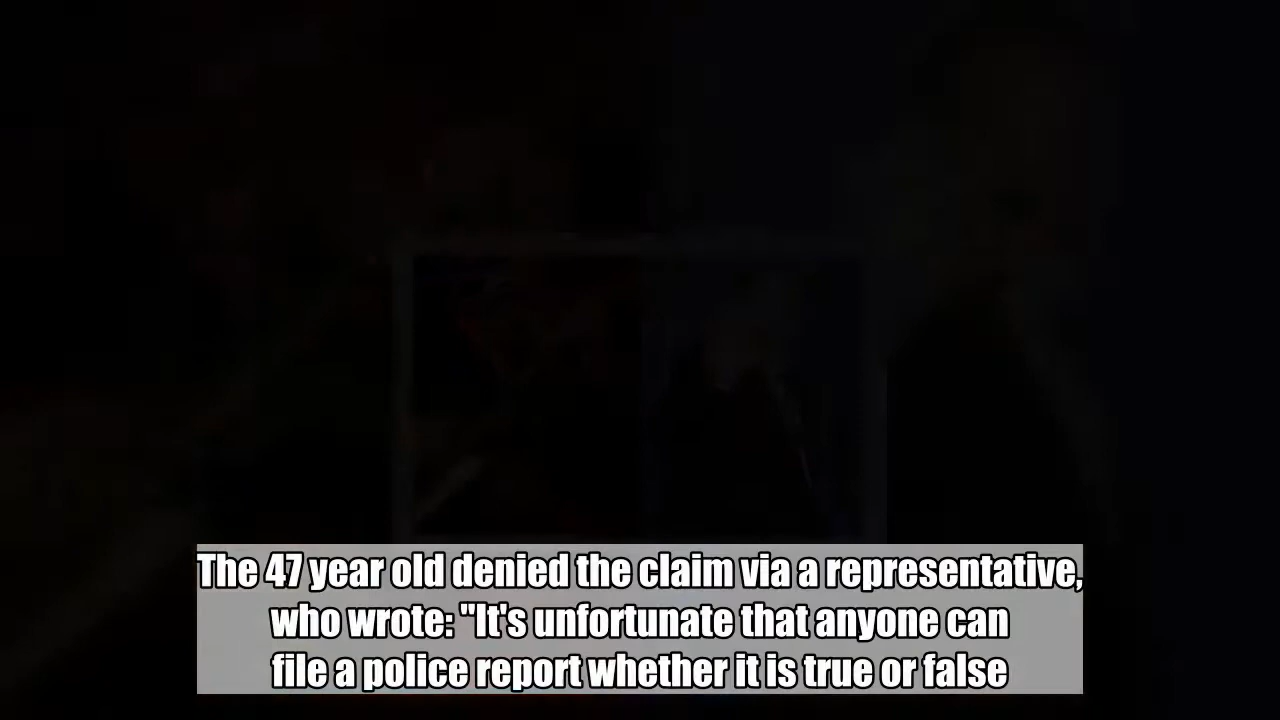 The 47 year old denied the claim via a representative,
who wrote: "It's unfortunate that anyone can
file a police report whether it is true or false